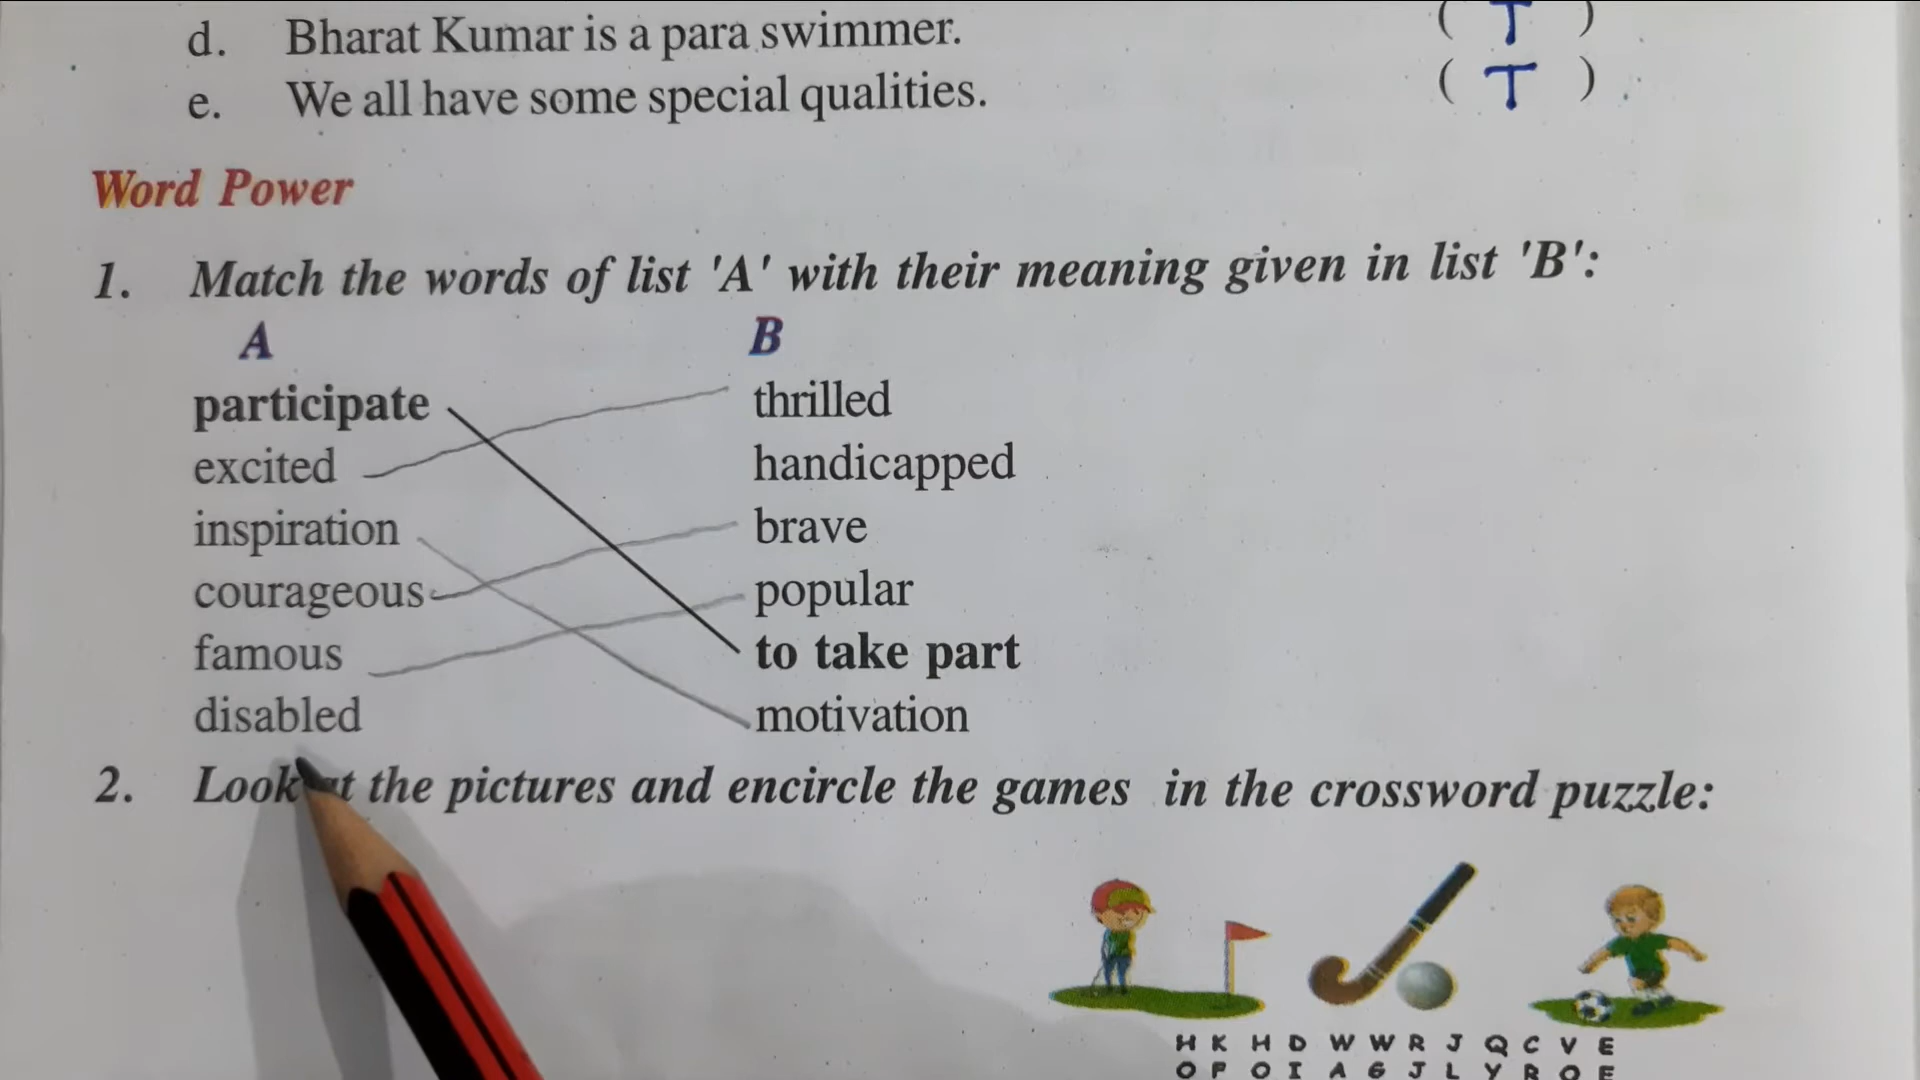 d. Bharat Kumar is a para swimmer. ( T )
e. We all have some special qualities. ( T )
Word Power
1. Match the words of list 'A' with their meaning given in list 'B':
A B
participate thrilled
excited handicapped
inspiration brave
courageous popular
famous to take part
disabled motivation
2. Look at the pictures and encircle the games in the crossword puzzle:
H K H D W W R J Q C V E
O P O I A G J L Y R O E